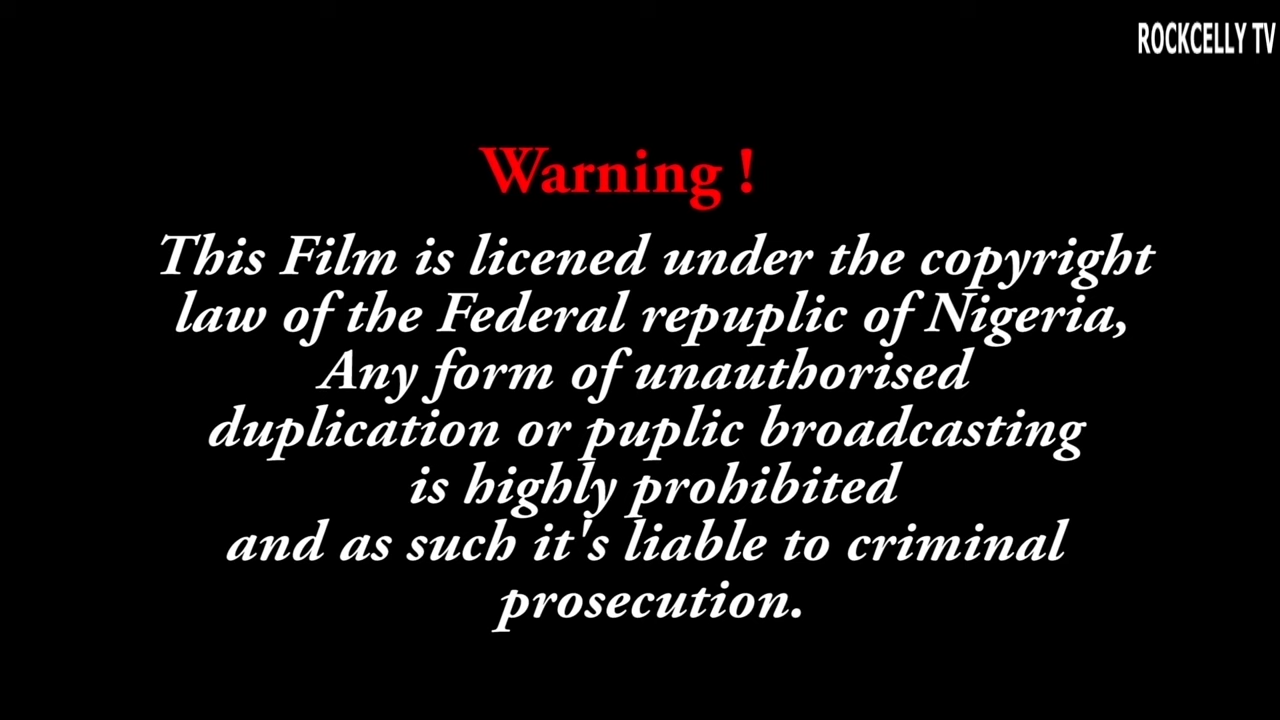 ROCKCELLY TV
Warning !
This Film is licened under the copyright
law of the Federal repuplic of Nigeria,
Any form of unauthorised
duplication or puplic broadcasting
is highly prohibited
and as such it's liable to criminal
prosecution.